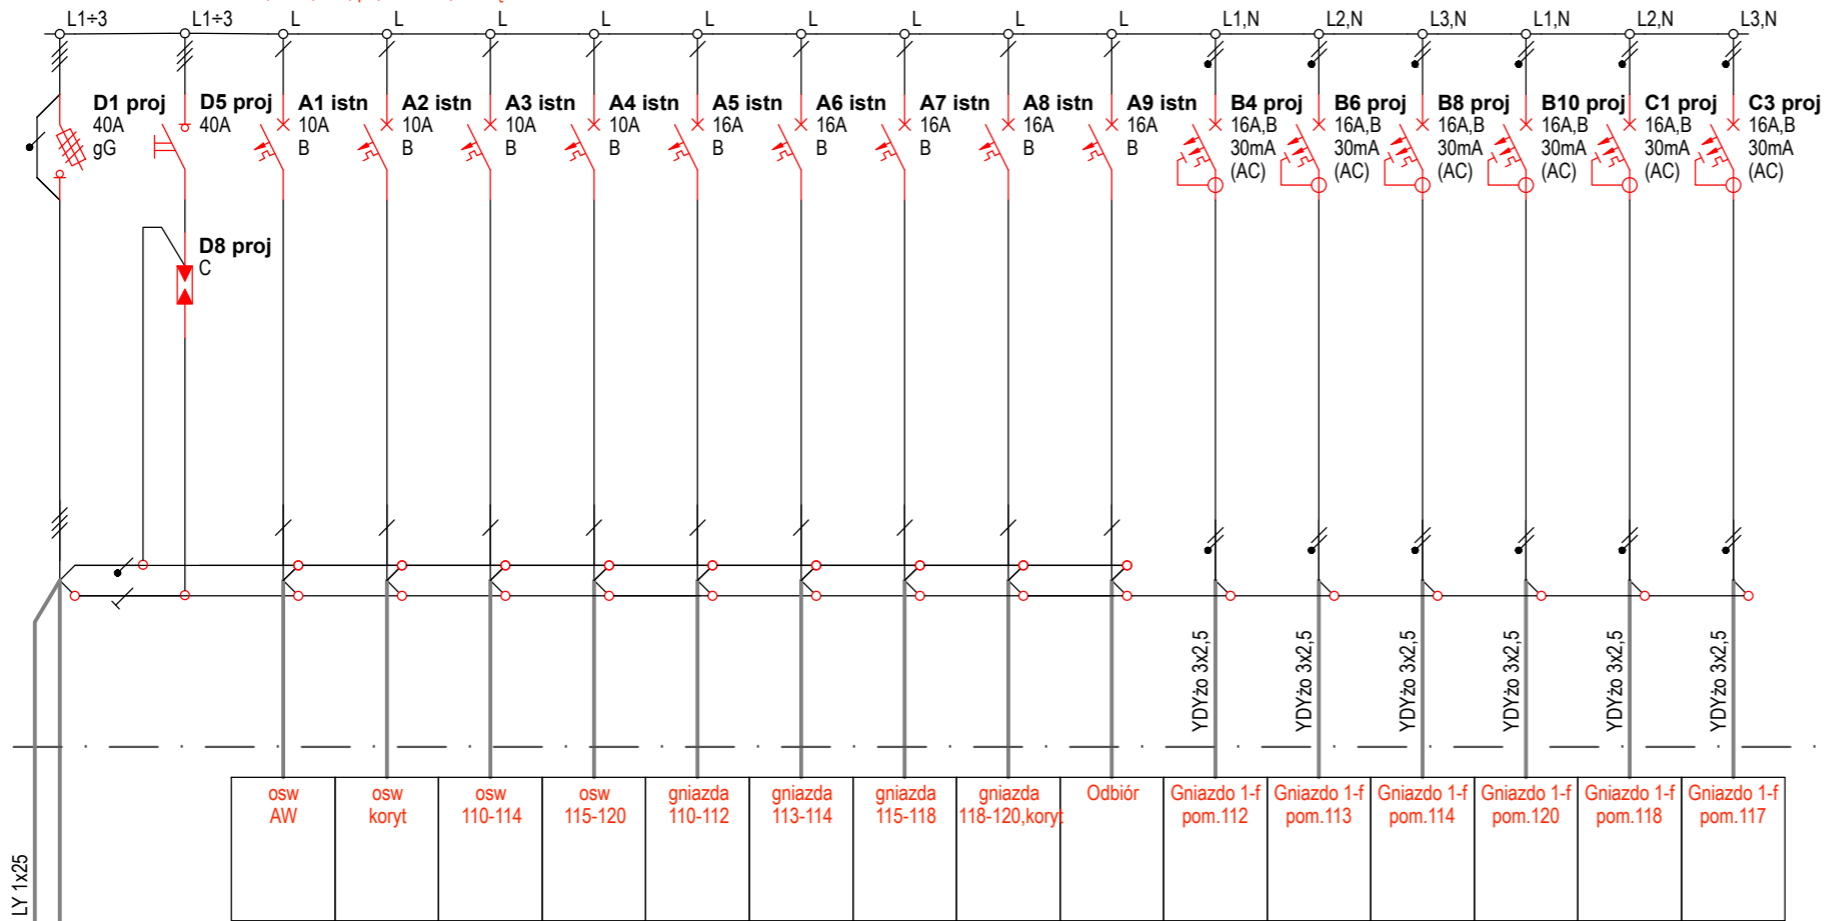 L1÷3 L1÷3 L L L L L L L L L L1,N L2,N L3,N L1,N L2,N L3,N
D1 proj D5 proj A1 istn A2 istn A3 istn A4 istn A5 istn A6 istn A7 istn A8 istn A9 istn B4 proj B6 proj B8 proj B10 proj C1 proj C3 proj
40A 40A 10A 10A 10A 10A 16A 16A 16A 16A 16A 16A,B 16A,B 16A,B 16A,B 16A,B 16A,B
gG B B B B B B B B B 30mA 30mA 30mA 30mA 30mA 30mA
(AC) (AC) (AC) (AC) (AC) (AC)
D8 proj
C
YDYżo 3x2,5 YDYżo 3x2,5 YDYżo 3x2,5 YDYżo 3x2,5 YDYżo 3x2,5 YDYżo 3x2,5
osw osw osw osw gniazda gniazda gniazda gniazda Odbiór Gniazdo 1-f Gniazdo 1-f Gniazdo 1-f Gniazdo 1-f Gniazdo 1-f Gniazdo 1-f
AW koryt 110-114 115-120 110-112 113-114 115-118 118-120,koryt pom.112 pom.113 pom.114 pom.120 pom.118 pom.117
LY 1x25